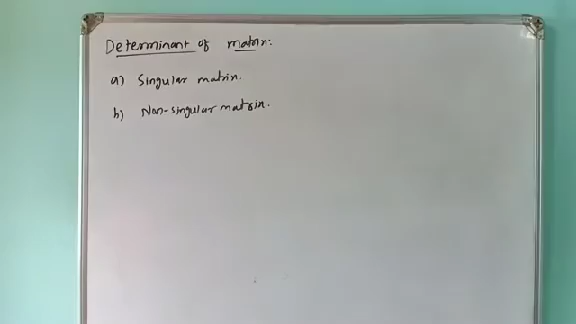 Determinant of matrix:
a) Singular matrix.
b) Non-singular matrix.